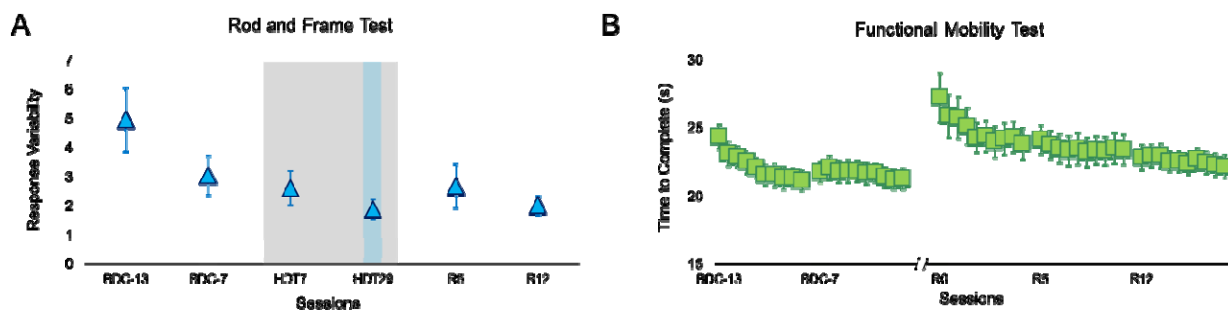 A
Rod and Frame Test
Response Variability
7
6
5
4
3
2
1
0
BDC-13
BDC-7
HDT7
HDT29
R5
R12
Sessions
B
Functional Mobility Test
Time to Complete (s)
30
25
20
15
BDC-13
BDC-7
//
R0
R5
R12
Sessions